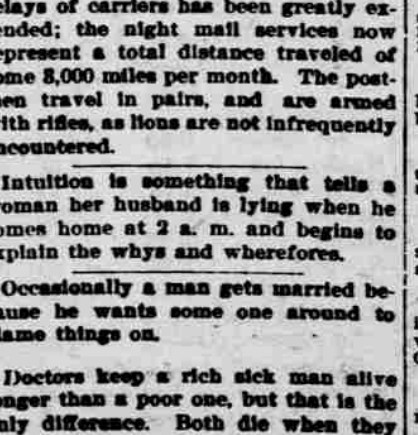 elays of carriers has been greatly ex-
ended; the night mail services now
epresent a total distance traveled of
ome 8,000 miles per month. The post-
en travel in pairs, and are armed
ith rifles, as lions are not infrequently
ncountered.
Intuition is something that tells a
woman her husband is lying when he
omes home at 2 a. m. and begins to
xplain the whys and wherefores.
Occasionally a man gets married be-
ause he wants some one around to
lame things on.
Doctors keep a rich sick man alive
onger than a poor one, but that is the
nly difference. Both die when they